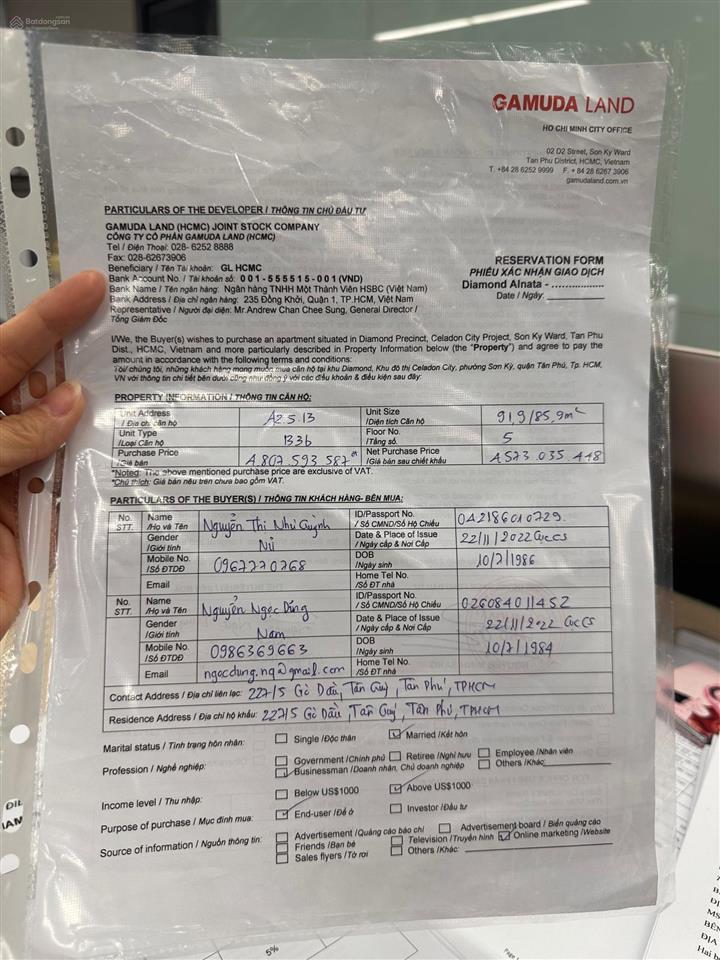 Batdongsan
GAMUDA LAND
HO CHI MINH CITY OFFICE
02 D2 Street, Son Ky Ward
Tan Phu District, HCMC, Vietnam
T. +84 28 6252 9999 F. +84 28 6267 3906
gamudaland.com.vn
PARTICULARS OF THE DEVELOPER / THÔNG TIN CHỦ ĐẦU TƯ
GAMUDA LAND (HCMC) JOINT STOCK COMPANY
CÔNG TY CỔ PHẦN GAMUDA LAND (HCMC)
Tel / Điện Thoại: 028- 6252 8888
Fax: 028-62673906
Beneficiary / Tên Tài khoản: GL HCMC
Bank Account No. / Tài khoản số: 001-555515-001 (VND)
Bank Name / Tên ngân hàng: Ngân hàng TNHH Một Thành Viên HSBC (Việt Nam)
Bank Address / Địa chỉ ngân hàng: 235 Đồng Khởi, Quận 1, TP.HCM, Việt Nam
Representative / Người đại diện: Mr.Andrew Chan Chee Sung, General Director /
Tổng Giám Đốc
RESERVATION FORM
PHIẾU XÁC NHẬN GIAO DỊCH
Diamond Alnata - ..................
Date / Ngày: ..................
I/We, the Buyer(s) wishes to purchase an apartment situated in Diamond Precinct, Celadon City Project, Son Ky Ward, Tan Phu
Dist., HCMC, Vietnam and more particularly described in Property Information below (the "Property") and agree to pay the
amount in accordance with the following terms and conditions:
Tôi/ chúng tôi, những khách hàng mong muốn mua căn hộ tại khu Diamond, Khu đô thị Celadon City, phường Sơn Kỳ, quận Tân Phú, Tp. HCM,
VN với thông tin chi tiết bên dưới cũng như đồng ý với các điều khoản & điều kiện sau đây:
PROPERTY INFORMATION / THÔNG TIN CĂN HỘ:
Unit Address / Địa chỉ căn hộ A2.5.13 Unit Size / Diện tích Căn hộ 91,9/85,9m²
Unit Type /Loại Căn hộ B3b Floor No. /Tầng số. 5
Purchase Price /Giá bán 4.807.593.587đ Net Purchase Price /Giá bán sau chiết khấu 4.573.035.448
*Noted: The above mentioned purchase price are exclusive of VAT.
*Chú thích: Giá bán nêu trên chưa bao gồm VAT.
PARTICULARS OF THE BUYER(S) / THÔNG TIN KHÁCH HÀNG- BÊN MUA:
No. STT. Name /Họ và Tên Nguyễn Thị Như Quỳnh ID/Passport No. / Số CMND/Số Hộ Chiếu 042186010729.
Gender /Giới tính Nữ Date & Place of Issue / Ngày cấp & Nơi Cấp 22/11/2022 Cục CS
Mobile No. /Số ĐTDĐ 0967770768 DOB /Ngày sinh 10/7/1986
Email Home Tel No. /Số ĐT nhà
No. STT. Name /Họ và Tên Nguyễn Ngọc Dũng ID/Passport No. / Số CMND/Số Hộ Chiếu 026084011452
Gender /Giới tính Nam Date & Place of Issue / Ngày cấp & Nơi Cấp 22/11/2022 Cục CS
Mobile No. /Số ĐTDĐ 0986369663 DOB /Ngày sinh 10/7/1984
Email ngocdung.nq@gmail.com Home Tel No. /Số ĐT nhà
Contact Address / Địa chỉ liên lạc: 227/5 Gò Dầu, Tân Quý, Tân Phú, TPHCM
Residence Address / Địa chỉ hộ khẩu: 227/5 Gò Dầu, Tân Quý, Tân Phú, TPHCM
Marital status / Tình trạng hôn nhân: Single /Độc thân Married /Kết hôn
Profession / Nghề nghiệp: Government /Chính phủ Retiree /Nghỉ hưu Employee /Nhân viên
Businessman /Doanh nhân, Chủ doanh nghiệp Others /Khác:
Income level / Thu nhập: Below US$1000 Above US$1000
Purpose of purchase / Mục đích mua: End-user /Để ở Investor /Đầu tư
Source of information / Nguồn thông tin: Advertisement /Quảng cáo báo chí Advertisement board / Biển quảng cáo
Friends /Bạn bè Television /Truyền hình Online marketing /Website
Sales flyers /Tờ rơi Others /Khác:
5%